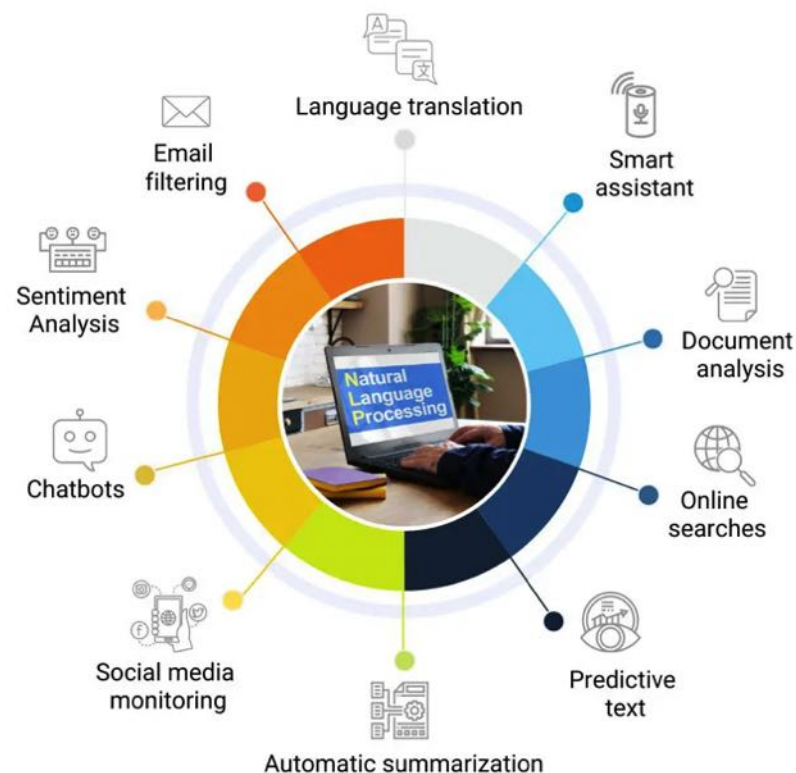 Language translation
Smart
assistant
Document
analysis
Online
searches
Predictive
text
Automatic summarization
Social media
monitoring
Chatbots
Sentiment
Analysis
Email
filtering
Natural
Language
Processing
A
文
f